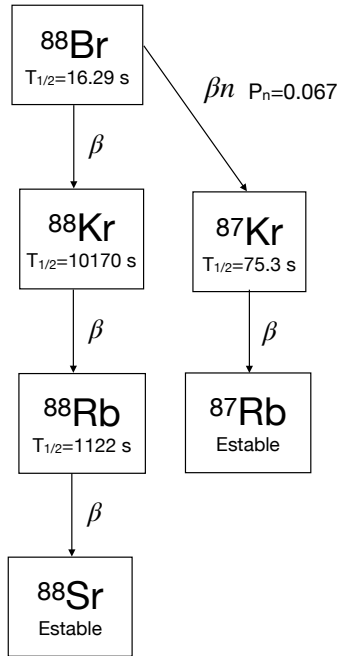 ⁸⁸Br
T₁/₂=16.29 s
βn Pₙ=0.067
β
⁸⁸Kr
T₁/₂=10170 s
⁸⁷Kr
T₁/₂=75.3 s
β
β
⁸⁸Rb
T₁/₂=1122 s
⁸⁷Rb
Estable
β
⁸⁸Sr
Estable